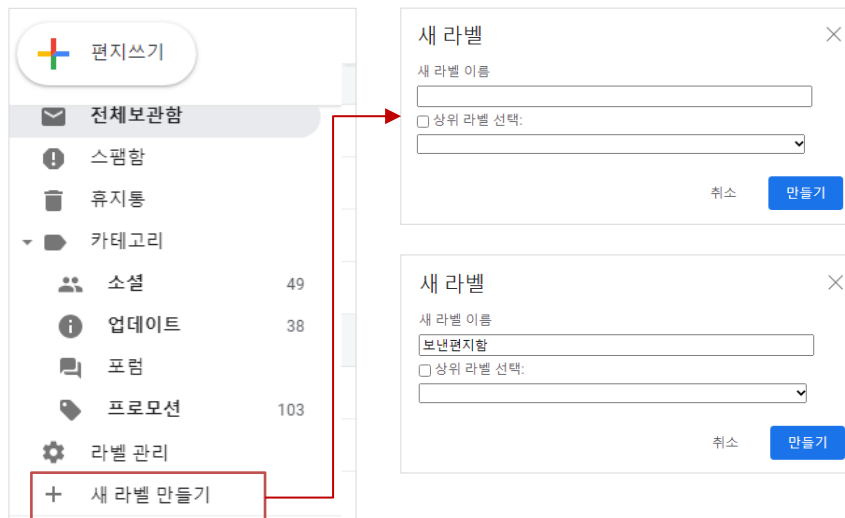 편지쓰기
전체보관함
스팸함
휴지통
카테고리
소셜 49
업데이트 38
포럼
프로모션 103
라벨 관리
새 라벨 만들기
새 라벨
새 라벨 이름
상위 라벨 선택:
취소 만들기
새 라벨
새 라벨 이름
보낸편지함
상위 라벨 선택:
취소 만들기